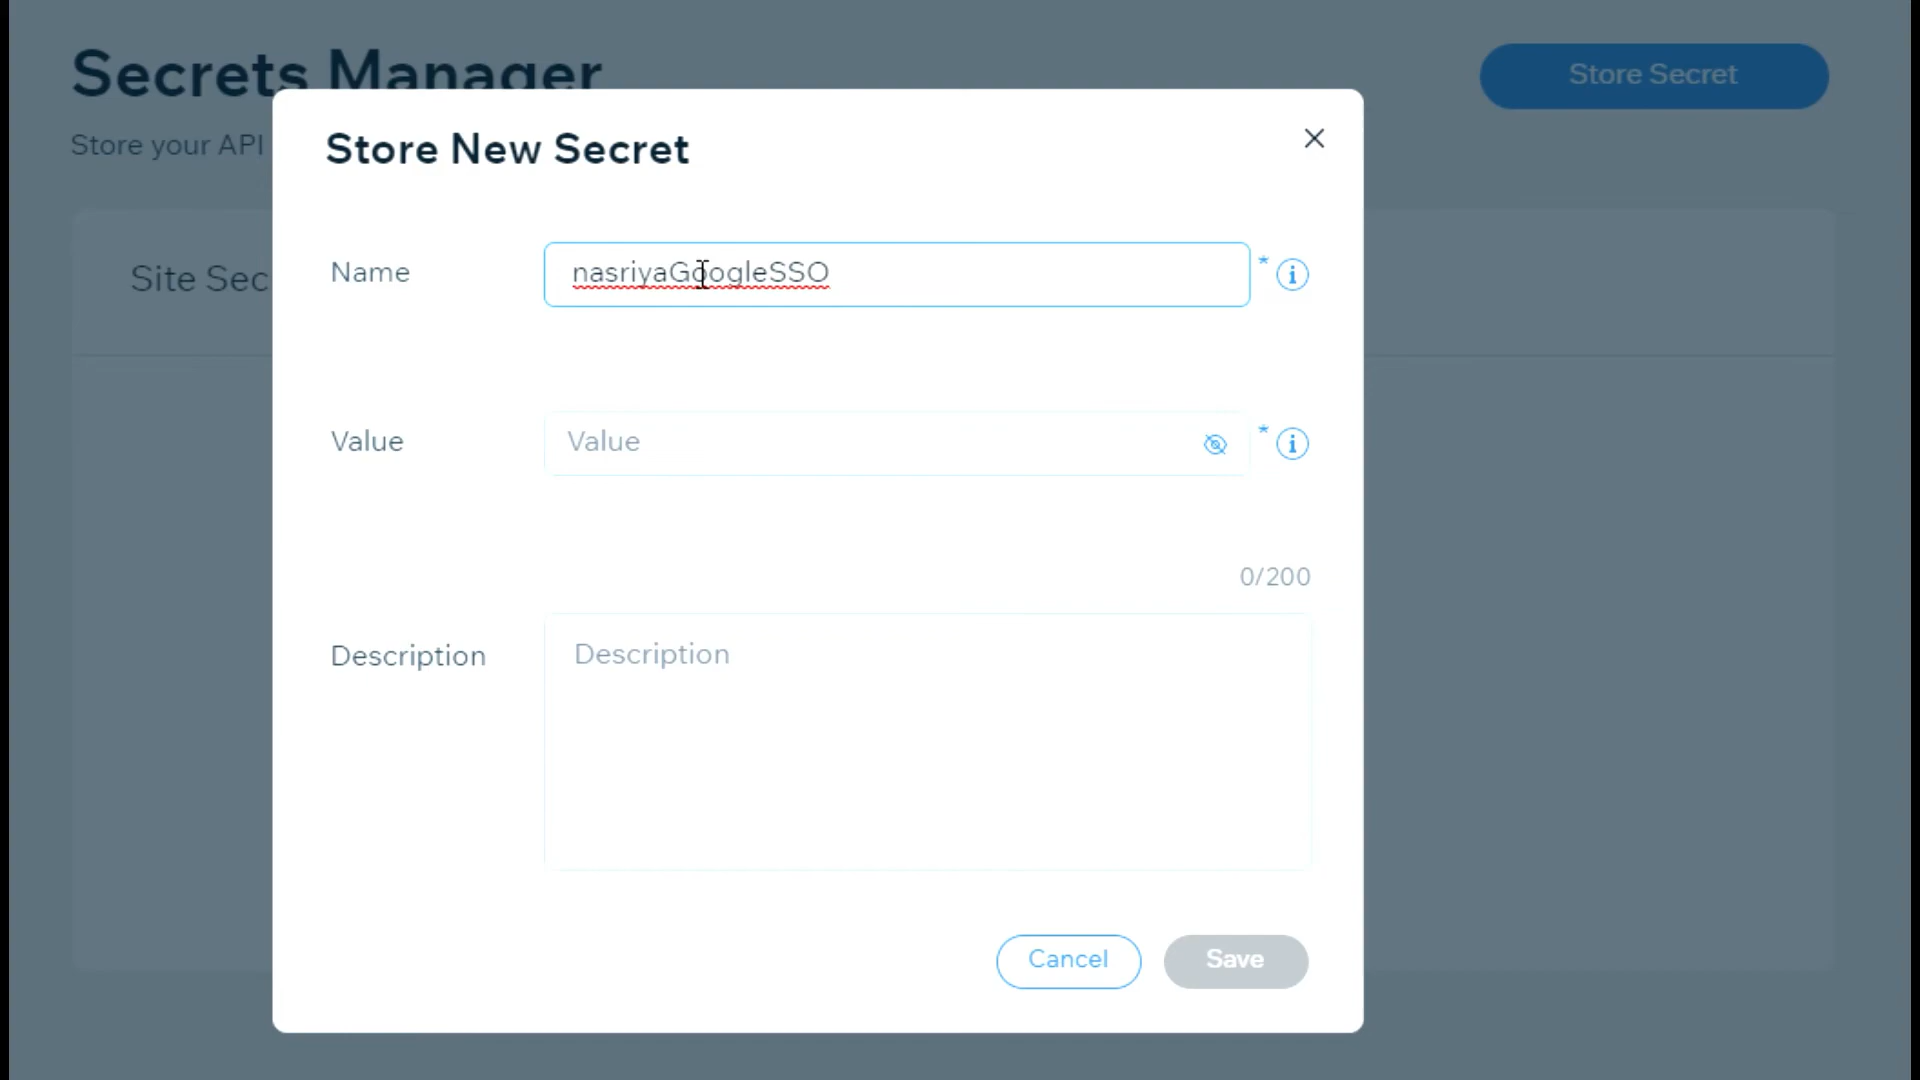 Secrets Manager
Store Secret
Store your API
Store New Secret
Site Sec
Name
nasriyaGoogleSSO
*
Value
Value
*
0/200
Description
Description
Cancel
Save